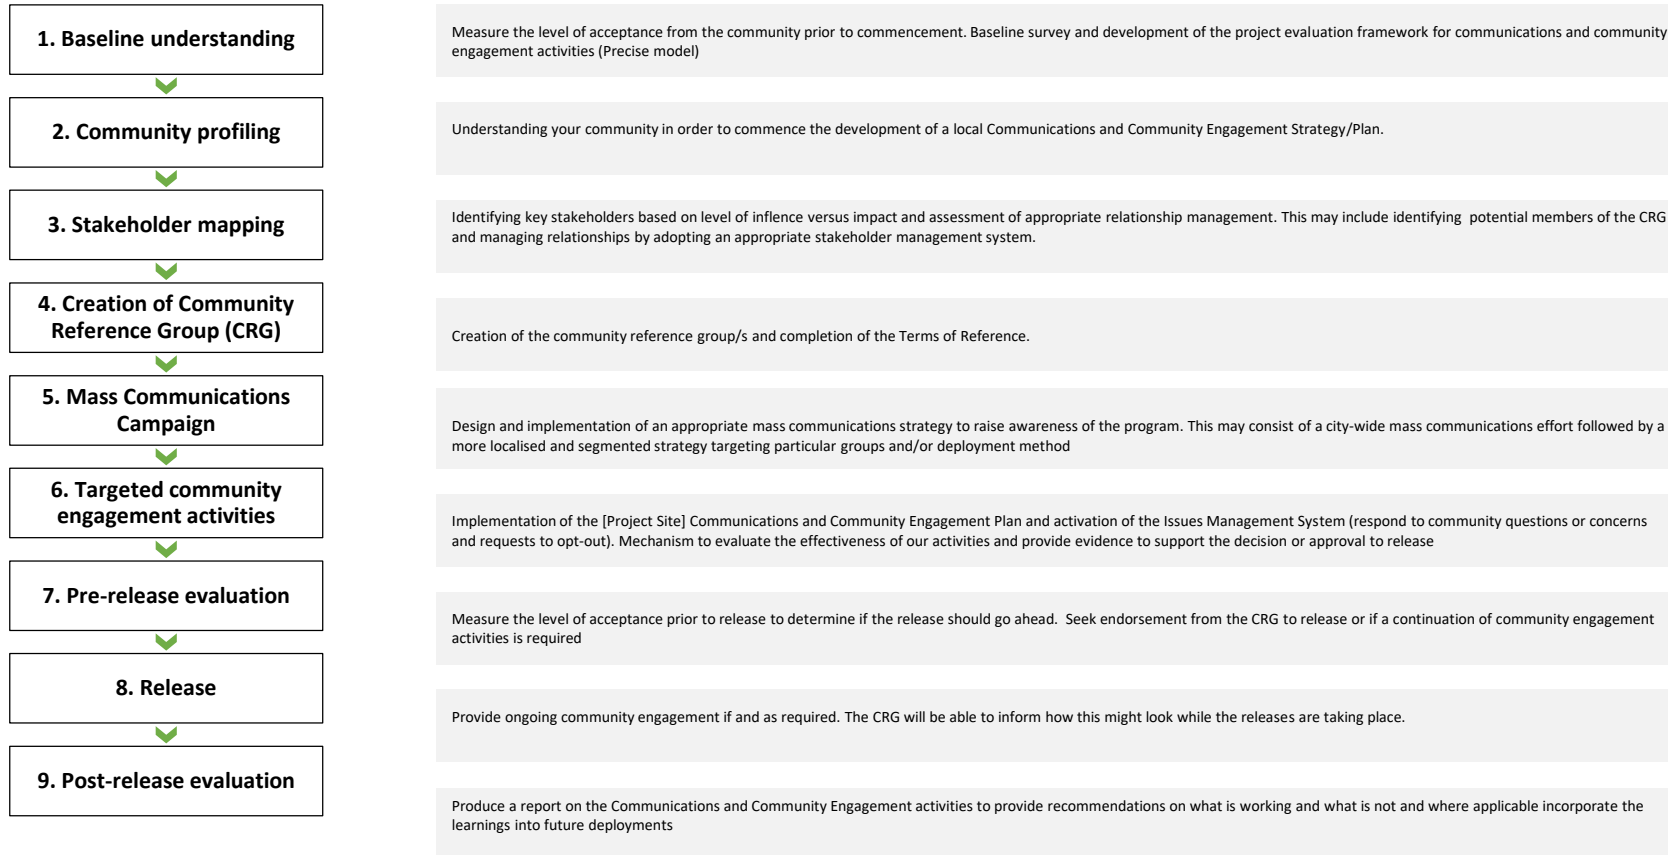 1. Baseline understanding
Measure the level of acceptance from the community prior to commencement. Baseline survey and development of the project evaluation framework for communications and community
engagement activities (Precise model)
2. Community profiling
Understanding your community in order to commence the development of a local Communications and Community Engagement Strategy/Plan.
3. Stakeholder mapping
Identifying key stakeholders based on level of inflence versus impact and assessment of appropriate relationship management. This may include identifying  potential members of the CRG
and managing relationships by adopting an appropriate stakeholder management system.
4. Creation of Community
Reference Group (CRG)
Creation of the community reference group/s and completion of the Terms of Reference.
5. Mass Communications
Campaign
Design and implementation of an appropriate mass communications strategy to raise awareness of the program. This may consist of a city-wide mass communications effort followed by a
more localised and segmented strategy targeting particular groups and/or deployment method
6. Targeted community
engagement activities
Implementation of the [Project Site] Communications and Community Engagement Plan and activation of the Issues Management System (respond to community questions or concerns
and requests to opt-out). Mechanism to evaluate the effectiveness of our activities and provide evidence to support the decision or approval to release
7. Pre-release evaluation
Measure the level of acceptance prior to release to determine if the release should go ahead.  Seek endorsement from the CRG to release or if a continuation of community engagement
activities is required
8. Release
Provide ongoing community engagement if and as required. The CRG will be able to inform how this might look while the releases are taking place.
9. Post-release evaluation
Produce a report on the Communications and Community Engagement activities to provide recommendations on what is working and what is not and where applicable incorporate the
learnings into future deployments